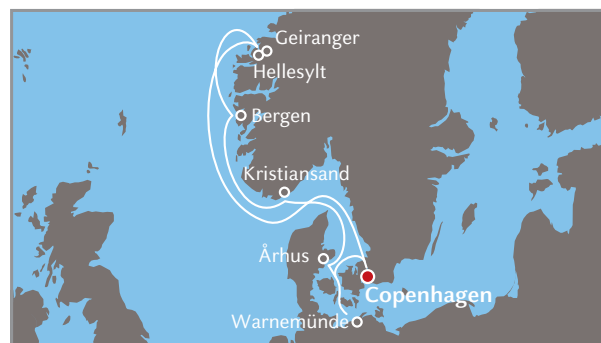 Geiranger
Hellesylt
Bergen
Kristiansand
Århus
Copenhagen
Warnemünde